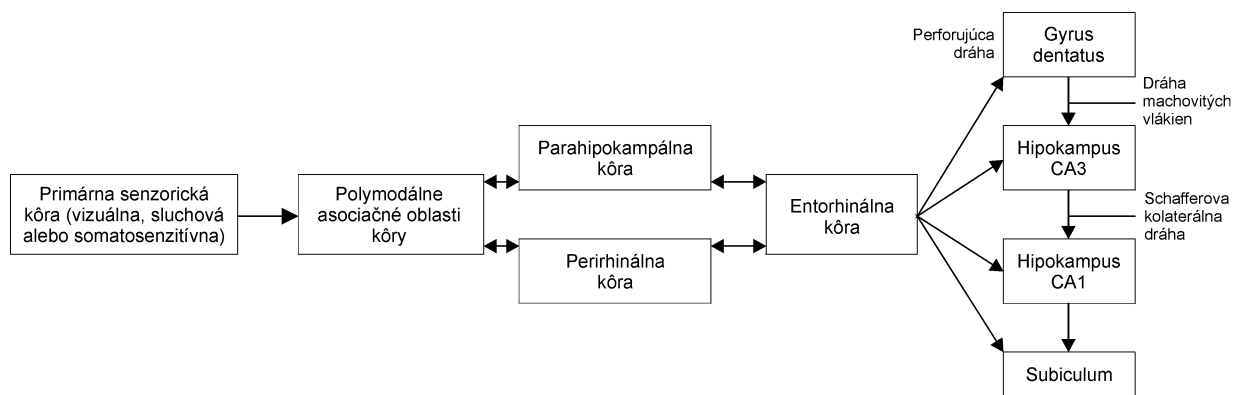 Primárna senzorická
kôra (vizuálna, sluchová
alebo somatosenzitívna)
Polymodálne
asociačné oblasti
kôry
Parahipokampálna
kôra
Perirhinálna
kôra
Entorhinálna
kôra
Perforujúca
dráha
Gyrus
dentatus
Dráha
machovitých
vlákien
Hipokampus
CA3
Schafferova
kolaterálna
dráha
Hipokampus
CA1
Subiculum